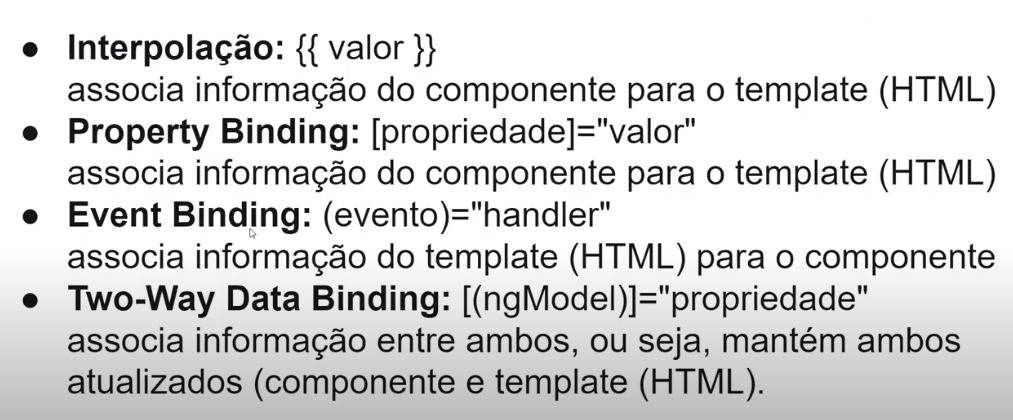 ● Interpolação: {{ valor }}
associa informação do componente para o template (HTML)
● Property Binding: [propriedade]="valor"
associa informação do componente para o template (HTML)
● Event Binding: (evento)="handler"
associa informação do template (HTML) para o componente
● Two-Way Data Binding: [(ngModel)]="propriedade"
associa informação entre ambos, ou seja, mantém ambos
atualizados (componente e template (HTML).